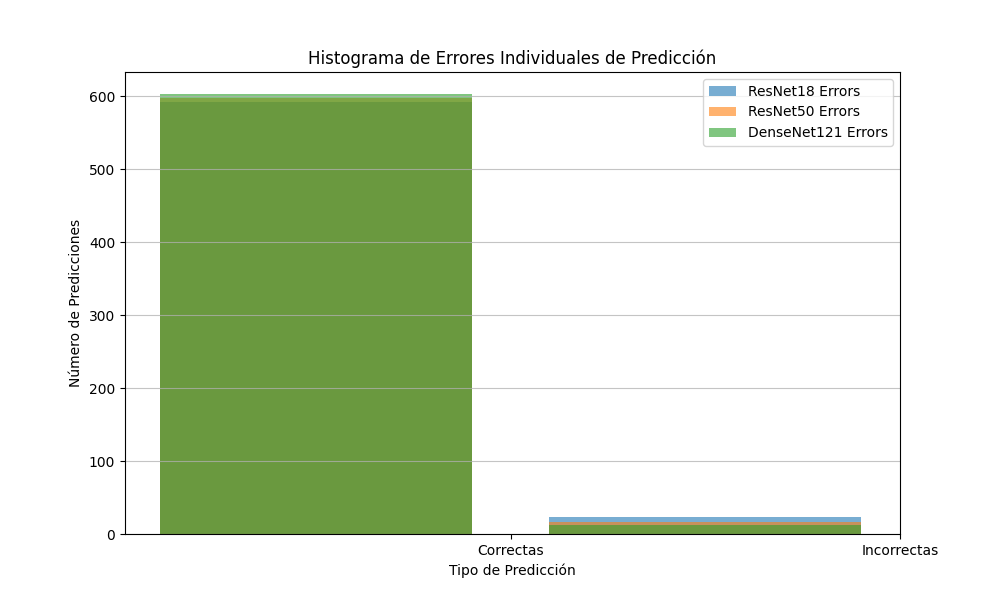 Histograma de Errores Individuales de Predicción
ResNet18 Errors
ResNet50 Errors
DenseNet121 Errors
600
500
400
300
200
100
0
Número de Predicciones
Correctas
Incorrectas
Tipo de Predicción